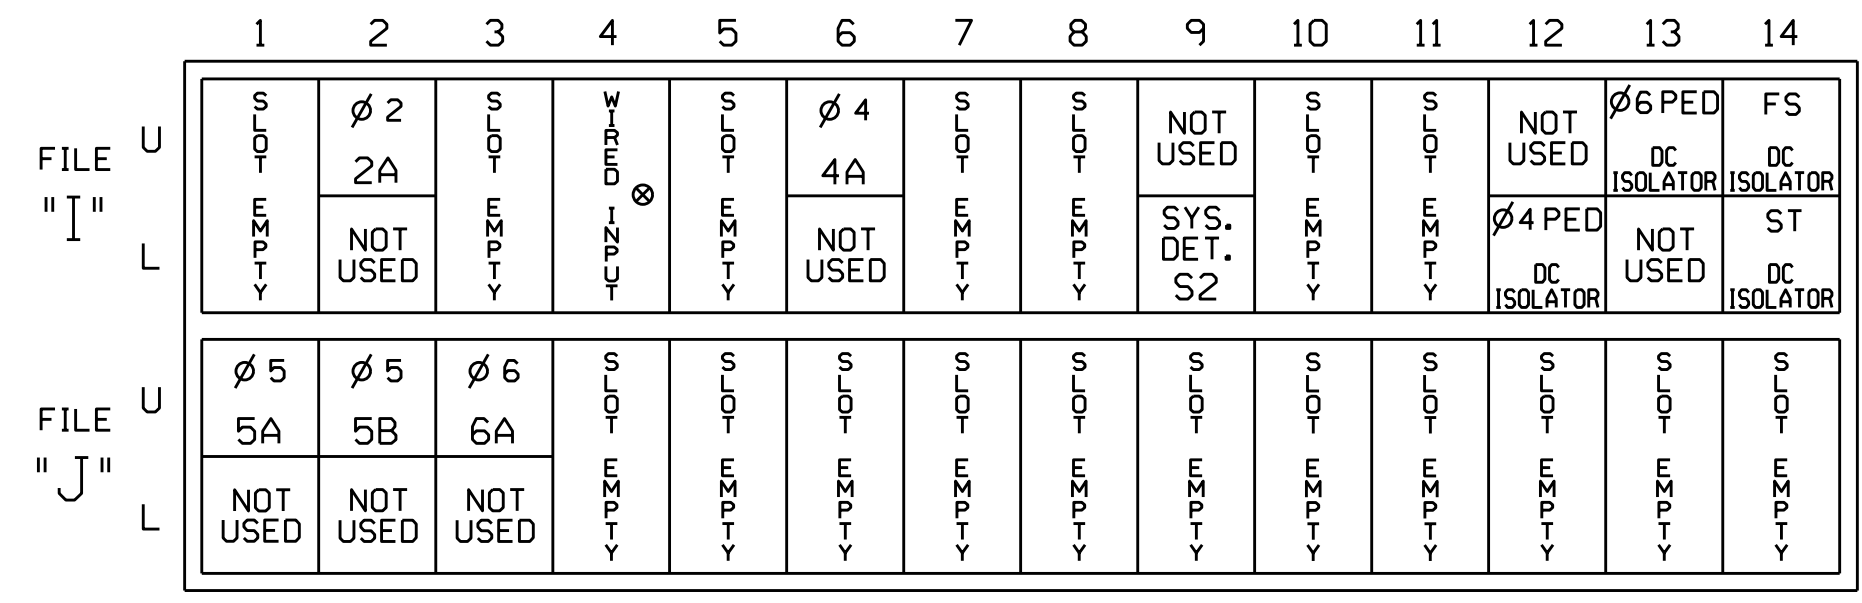 1 2 3 4 5 6 7 8 9 10 11 12 13 14
FILE
"I"
U
L
SLOT EMPTY
Ø 2
2A
NOT
USED
SLOT EMPTY
WIRED INPUT
⊗
SLOT EMPTY
Ø 4
4A
NOT
USED
SLOT EMPTY
SLOT EMPTY
NOT
USED
SYS.
DET.
S2
SLOT EMPTY
SLOT EMPTY
NOT
USED
Ø4 PED
DC
ISOLATOR
Ø6 PED
DC
ISOLATOR
NOT
USED
FS
DC
ISOLATOR
ST
DC
ISOLATOR
FILE
"J"
U
L
Ø 5
5A
NOT
USED
Ø 5
5B
NOT
USED
Ø 6
6A
NOT
USED
SLOT EMPTY
SLOT EMPTY
SLOT EMPTY
SLOT EMPTY
SLOT EMPTY
SLOT EMPTY
SLOT EMPTY
SLOT EMPTY
SLOT EMPTY
SLOT EMPTY
SLOT EMPTY